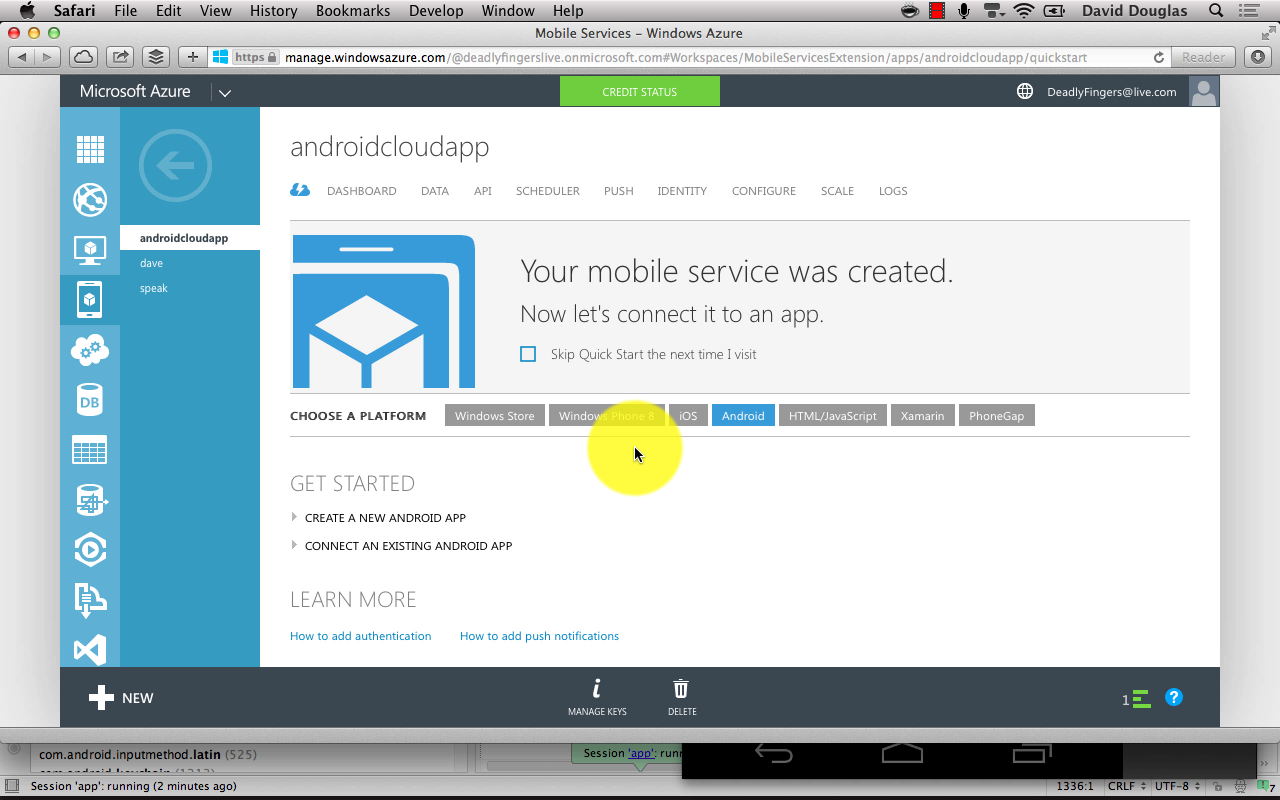 Safari File Edit View History Bookmarks Develop Window Help David Douglas
Mobile Services – Windows Azure
https manage.windowsazure.com/@deadlyfingerslive.onmicrosoft.com#Workspaces/MobileServicesExtension/apps/androidcloudapp/quickstart Reader
Microsoft Azure CREDIT STATUS DeadlyFingers@live.com
androidcloudapp
DASHBOARD DATA API SCHEDULER PUSH IDENTITY CONFIGURE SCALE LOGS
androidcloudapp
dave
speak
DB
Your mobile service was created.
Now let's connect it to an app.
Skip Quick Start the next time I visit
CHOOSE A PLATFORM Windows Store Windows Phone 8 iOS Android HTML/JavaScript Xamarin PhoneGap
GET STARTED
CREATE A NEW ANDROID APP
CONNECT AN EXISTING ANDROID APP
LEARN MORE
How to add authentication How to add push notifications
NEW MANAGE KEYS DELETE 1 ?
com.android.inputmethod.latin (525) Session 'app': runn
Session 'app': running (2 minutes ago) 1336:1 CRLF UTF-8 7